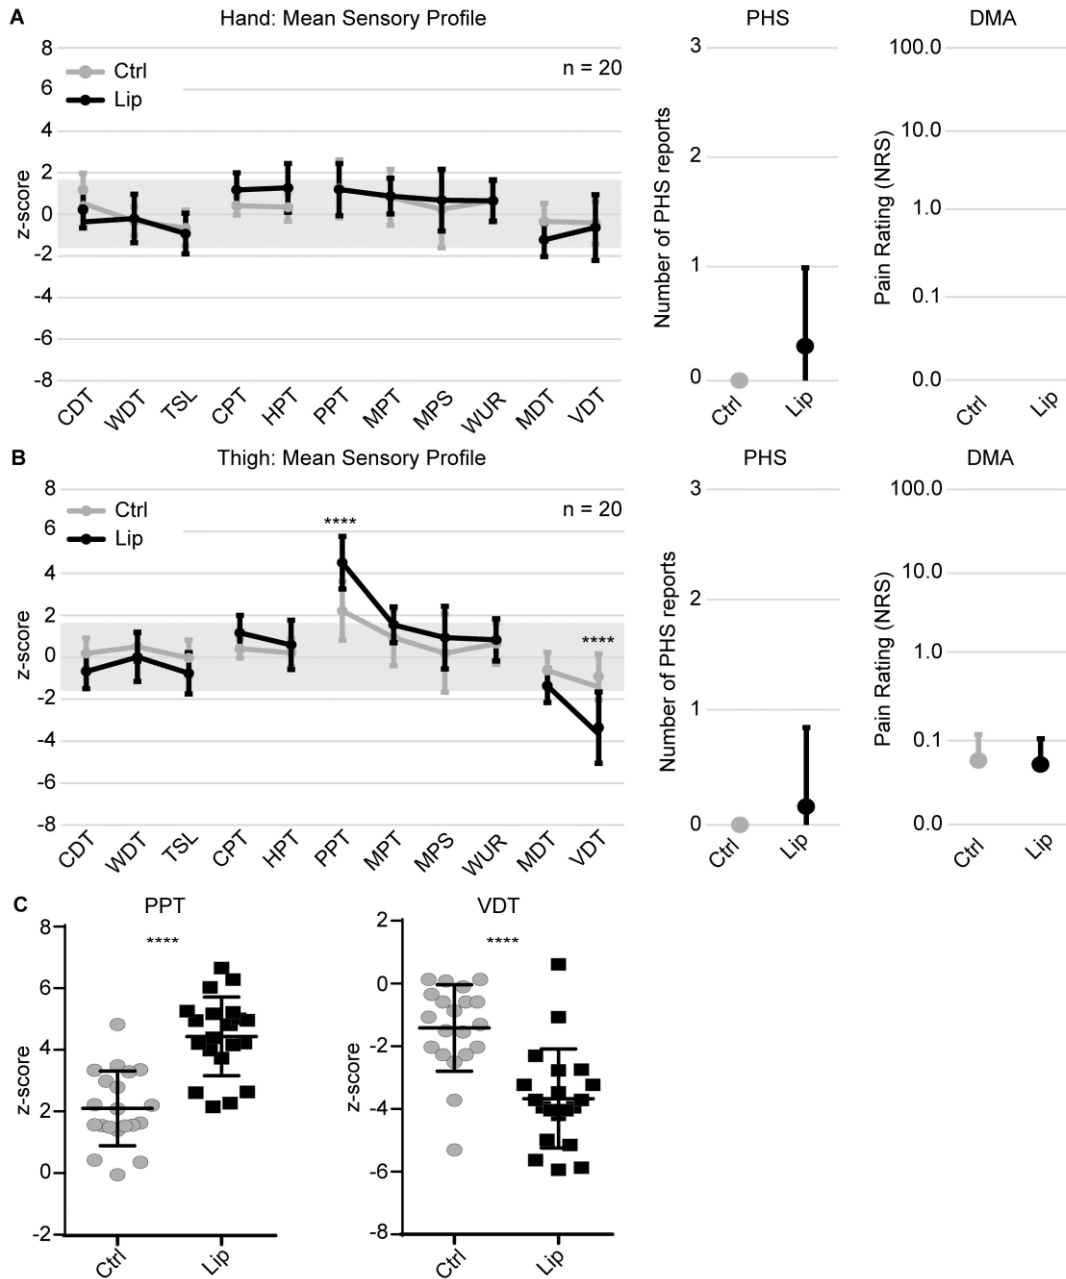 A
Hand: Mean Sensory Profile
PHS
DMA
8
6
4
2
0
-2
-4
-6
-8
z-score
Ctrl
Lip
n = 20
CDT
WDT
TSL
CPT
HPT
PPT
MPT
MPS
WUR
MDT
VDT
3
2
1
0
Number of PHS reports
Ctrl
Lip
100.0
10.0
1.0
0.1
0.0
Pain Rating (NRS)
Ctrl
Lip
B
Thigh: Mean Sensory Profile
PHS
DMA
8
6
4
2
0
-2
-4
-6
-8
z-score
Ctrl
Lip
n = 20
****
****
CDT
WDT
TSL
CPT
HPT
PPT
MPT
MPS
WUR
MDT
VDT
3
2
1
0
Number of PHS reports
Ctrl
Lip
100.0
10.0
1.0
0.1
0.0
Pain Rating (NRS)
Ctrl
Lip
C
PPT
****
8
6
4
2
0
-2
z-score
Ctrl
Lip
VDT
****
2
0
-2
-4
-6
-8
z-score
Ctrl
Lip